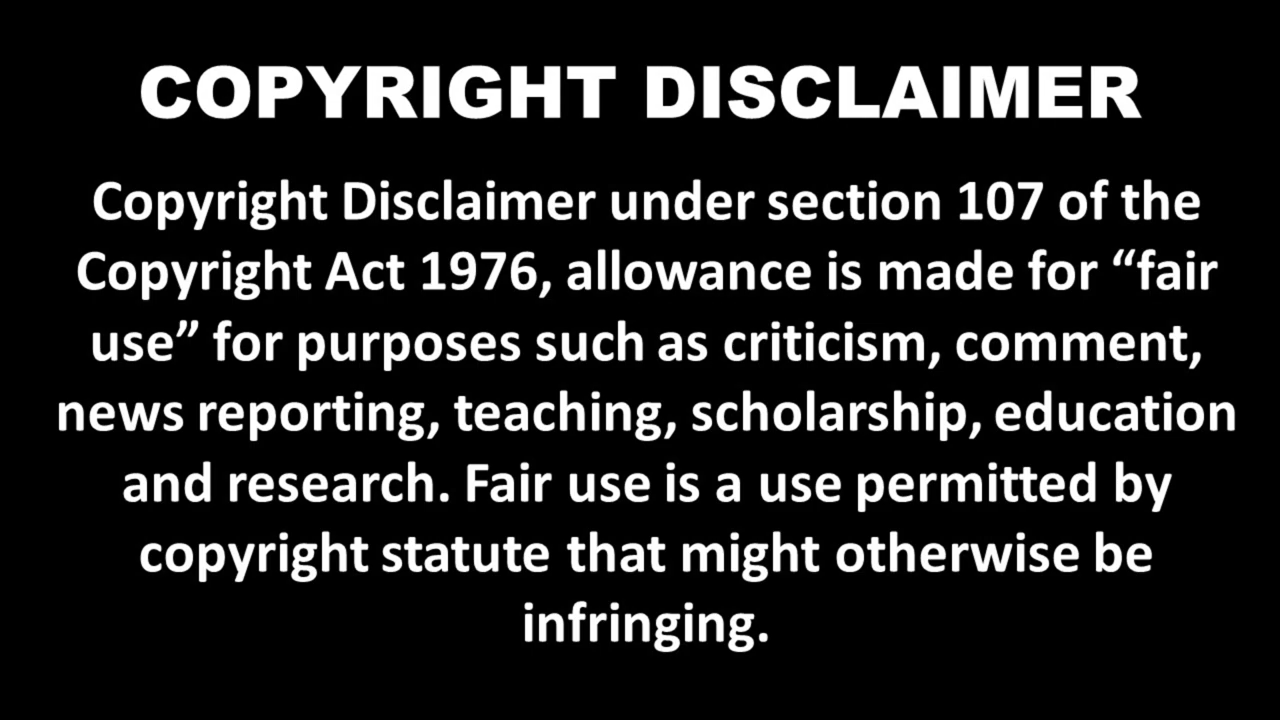 COPYRIGHT DISCLAIMER
Copyright Disclaimer under section 107 of the
Copyright Act 1976, allowance is made for “fair
use” for purposes such as criticism, comment,
news reporting, teaching, scholarship, education
and research. Fair use is a use permitted by
copyright statute that might otherwise be
infringing.